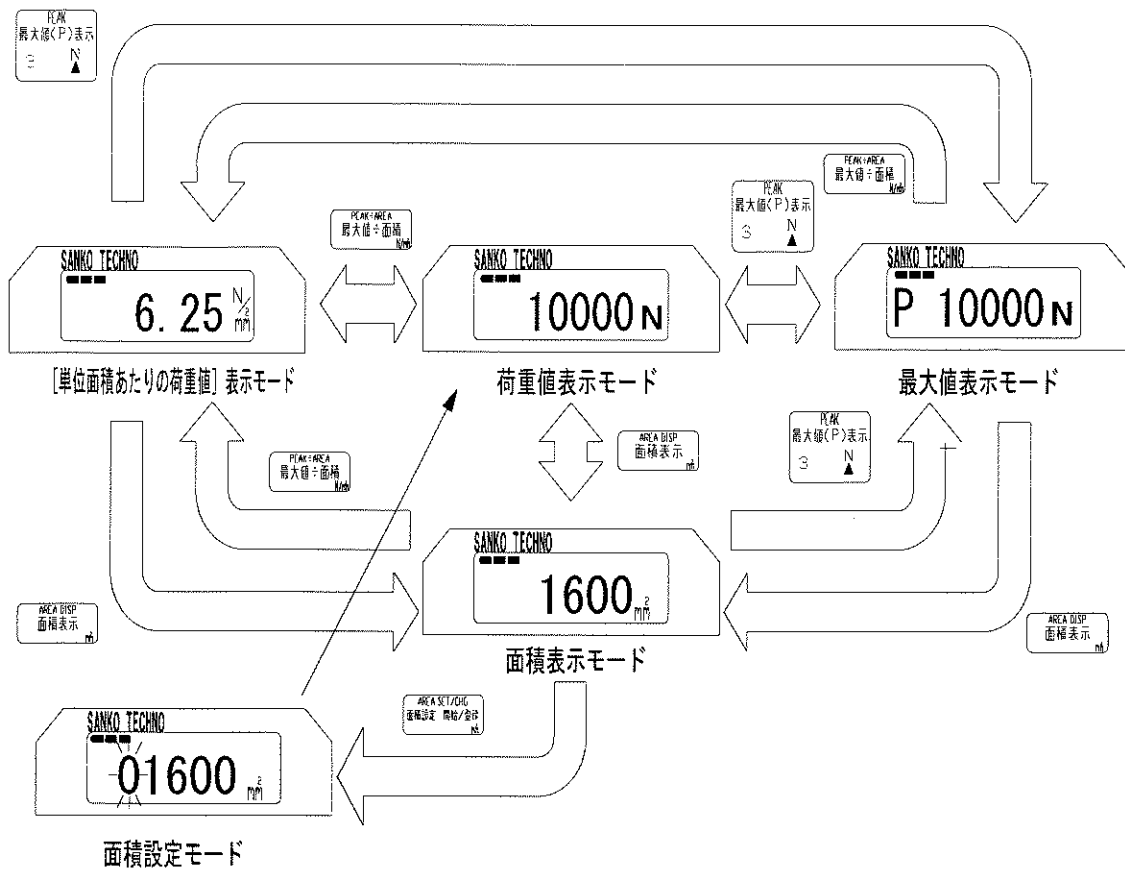 PEAK
最大値(P)表示
3 N
PEAK÷AREA
最大値÷面積
N/㎟
PEAK÷AREA
最大値÷面積
N/㎟
PEAK
最大値(P)表示
3 N
SANKO TECHNO
6.25 N/mm2
[単位面積あたりの荷重値] 表示モード
SANKO TECHNO
10000 N
荷重値表示モード
SANKO TECHNO
P 10000 N
最大値表示モード
PEAK÷AREA
最大値÷面積
N/㎟
AREA DISP
面積表示
㎟
PEAK
最大値(P)表示
3 N
SANKO TECHNO
1600 mm2
面積表示モード
AREA DISP
面積表示
㎟
AREA DISP
面積表示
㎟
AREA SET/CHG
面積設定 開始/登録
㎟
SANKO TECHNO
01600 mm2
面積設定モード